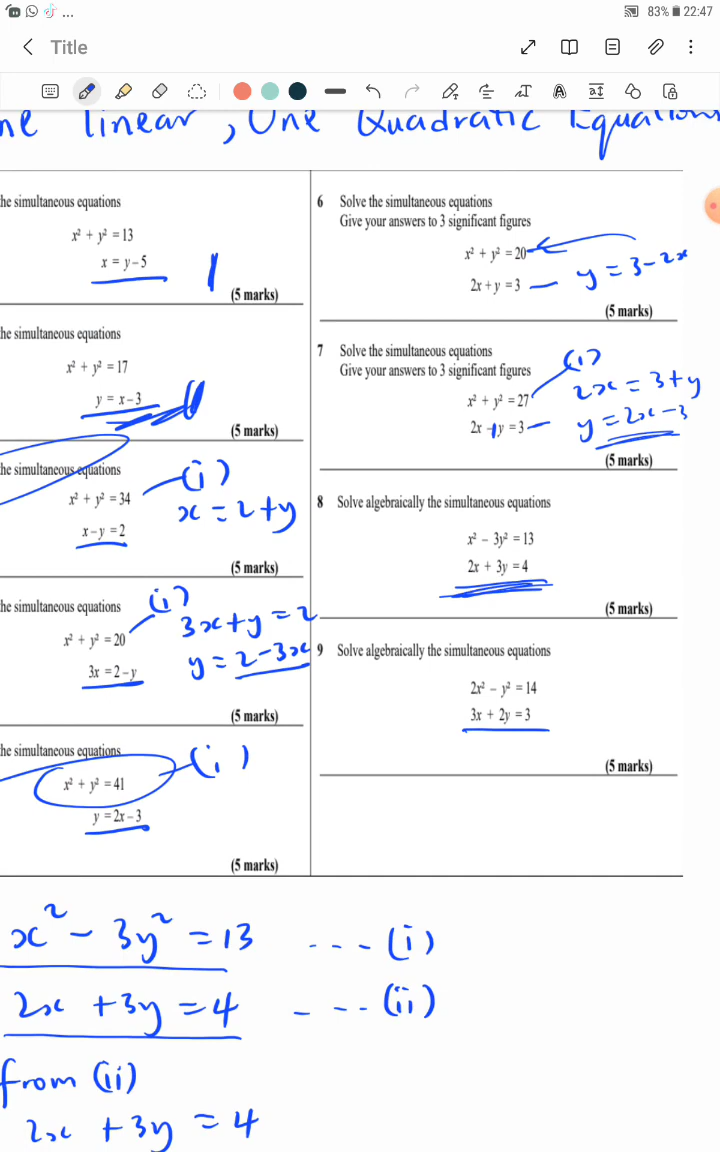 83% 22:47
Title
ne linear, One Quadratic Equations
he simultaneous equations
x² + y² = 13
x = y – 5
(5 marks)
he simultaneous equations
x² + y² = 17
y = x – 3
(5 marks)
he simultaneous equations
x² + y² = 34
(i)
x = 2 + y
x – y = 2
(5 marks)
he simultaneous equations
(i)
x² + y² = 20
3x + y = 2
3x = 2 – y
y = 2 – 3x
(5 marks)
he simultaneous equations
(i)
x² + y² = 41
y = 2x – 3
(5 marks)
6 Solve the simultaneous equations
Give your answers to 3 significant figures
x² + y² = 20
2x + y = 3
y = 3 – 2x
(5 marks)
7 Solve the simultaneous equations
Give your answers to 3 significant figures
(i)
x² + y² = 27
2x = 3 + y
2x – y = 3
y = 2x – 3
(5 marks)
8 Solve algebraically the simultaneous equations
x² – 3y² = 13
2x + 3y = 4
(5 marks)
9 Solve algebraically the simultaneous equations
2x² – y² = 14
3x + 2y = 3
(5 marks)
x² – 3y² = 13 --- (i)
2x + 3y = 4 --- (ii)
from (ii)
2x + 3y = 4